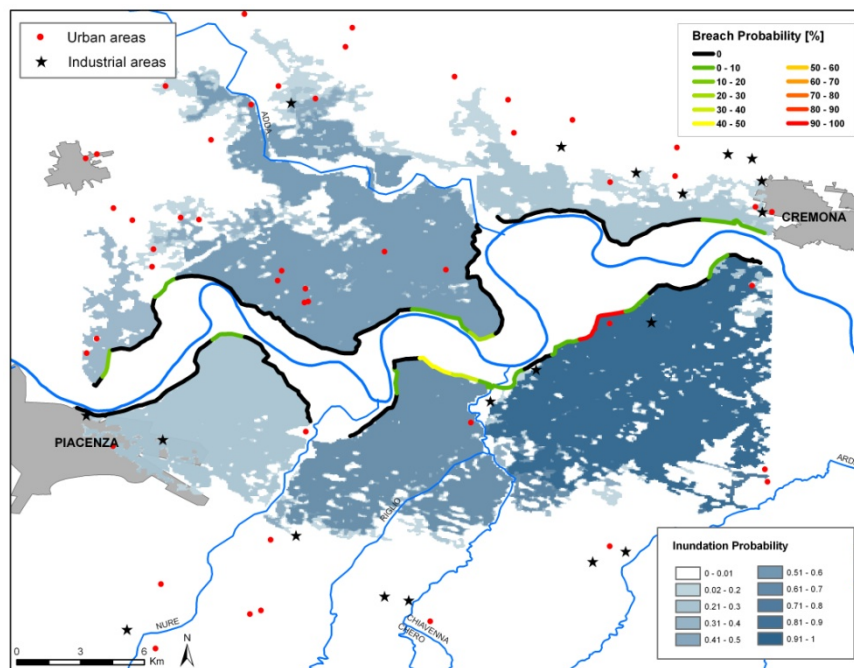 Urban areas
Industrial areas
Breach Probability [%]
0
0 - 10
10 - 20
20 - 30
30 - 40
40 - 50
50 - 60
60 - 70
70 - 80
80 - 90
90 - 100
ADDA
CREMONA
PIACENZA
ARD
RIGLIO
NURE
CHIAVENNA
CHERO
Inundation Probability
0 - 0.01
0.02 - 0.2
0.21 - 0.3
0.31 - 0.4
0.41 - 0.5
0.51 - 0.6
0.61 - 0.7
0.71 - 0.8
0.81 - 0.9
0.91 - 1
0 3 6
Km
N